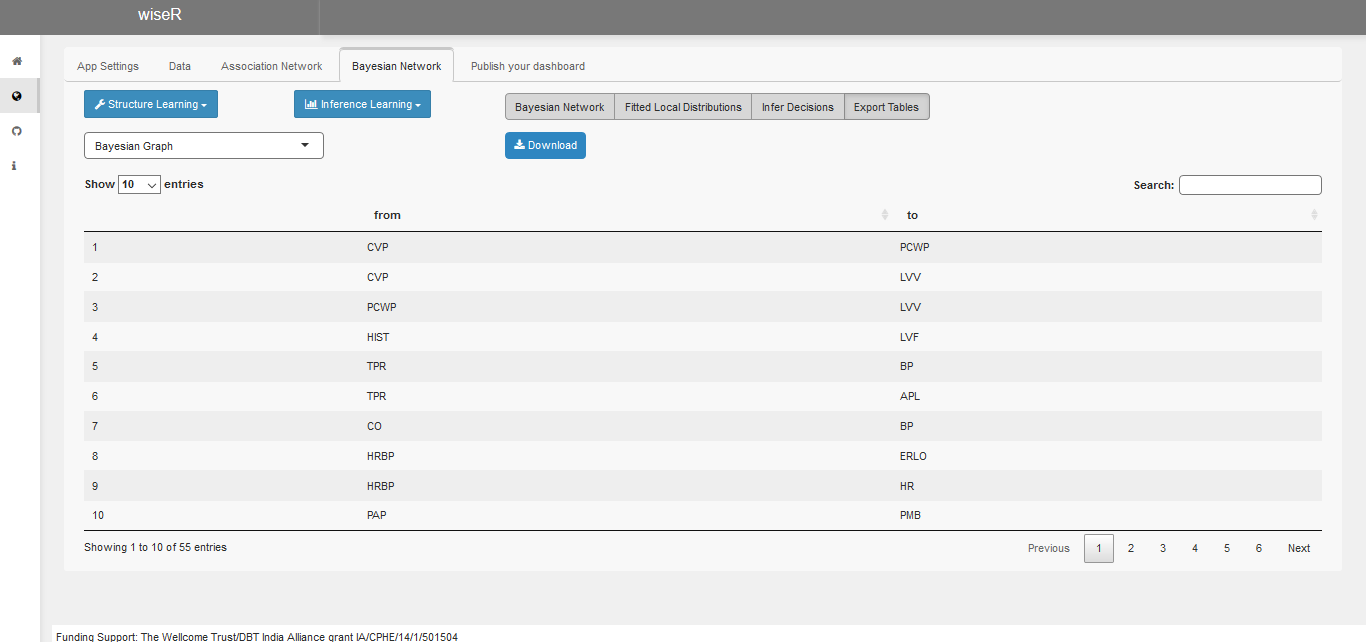 wiseR
App Settings Data Association Network Bayesian Network Publish your dashboard
Structure Learning Inference Learning Bayesian Network Fitted Local Distributions Infer Decisions Export Tables
Bayesian Graph Download
Show 10 entries Search:
from to
1 CVP PCWP
2 CVP LVV
3 PCWP LVV
4 HIST LVF
5 TPR BP
6 TPR APL
7 CO BP
8 HRBP ERLO
9 HRBP HR
10 PAP PMB
Showing 1 to 10 of 55 entries Previous 1 2 3 4 5 6 Next
Funding Support: The Wellcome Trust/DBT India Alliance grant IA/CPHE/14/1/501504